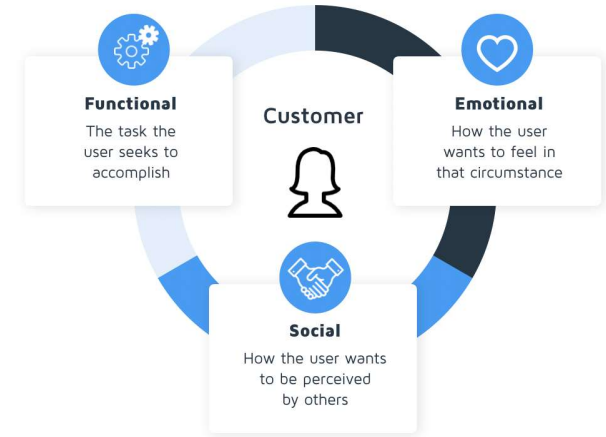 Functional
The task the
user seeks to
accomplish
Customer
Emotional
How the user
wants to feel in
that circumstance
Social
How the user wants
to be perceived
by others